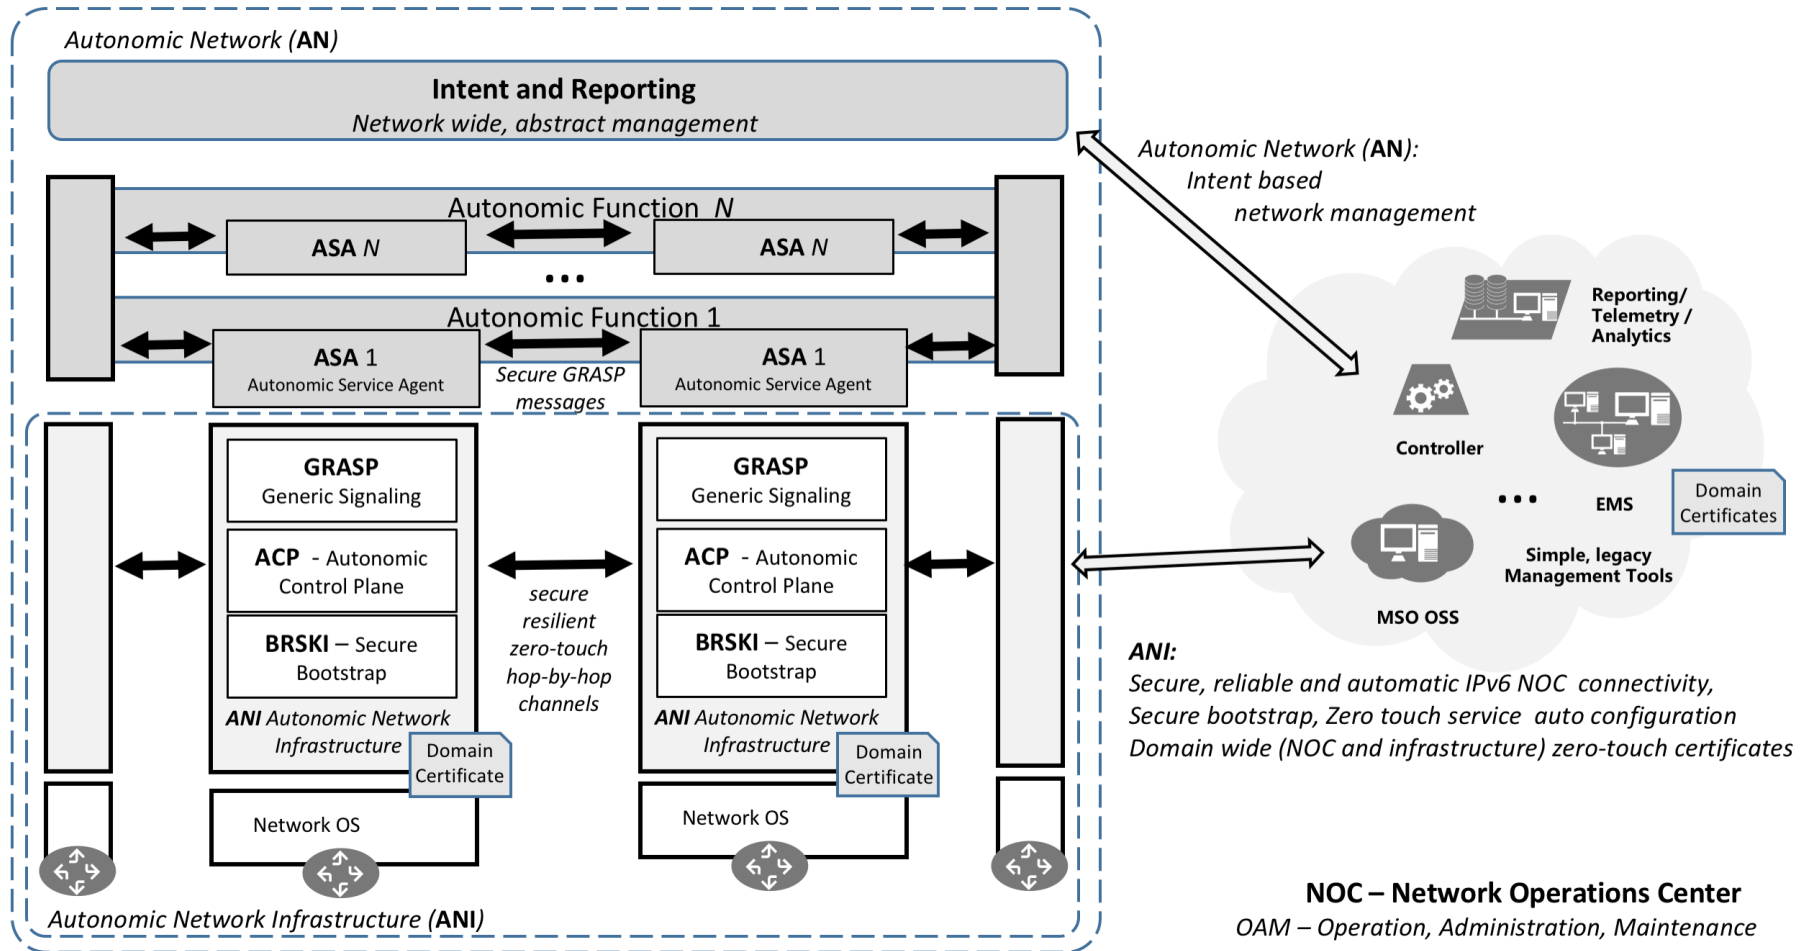 Autonomic Network (AN)
Intent and Reporting
Network wide, abstract management
Autonomic Function N
ASA N
ASA N
...
Autonomic Function 1
ASA 1
Autonomic Service Agent
Secure GRASP
messages
ASA 1
Autonomic Service Agent
GRASP
Generic Signaling
ACP - Autonomic
Control Plane
BRSKI – Secure
Bootstrap
ANI Autonomic Network
Infrastructure
Domain
Certificate
Network OS
secure
resilient
zero-touch
hop-by-hop
channels
GRASP
Generic Signaling
ACP - Autonomic
Control Plane
BRSKI – Secure
Bootstrap
ANI Autonomic Network
Infrastructure
Domain
Certificate
Network OS
Autonomic Network Infrastructure (ANI)
Autonomic Network (AN):
Intent based
network management
Reporting/
Telemetry /
Analytics
Controller
...
EMS
Domain
Certificates
Simple, legacy
Management Tools
MSO OSS
ANI:
Secure, reliable and automatic IPv6 NOC connectivity,
Secure bootstrap, Zero touch service auto configuration
Domain wide (NOC and infrastructure) zero-touch certificates
NOC – Network Operations Center
OAM – Operation, Administration, Maintenance